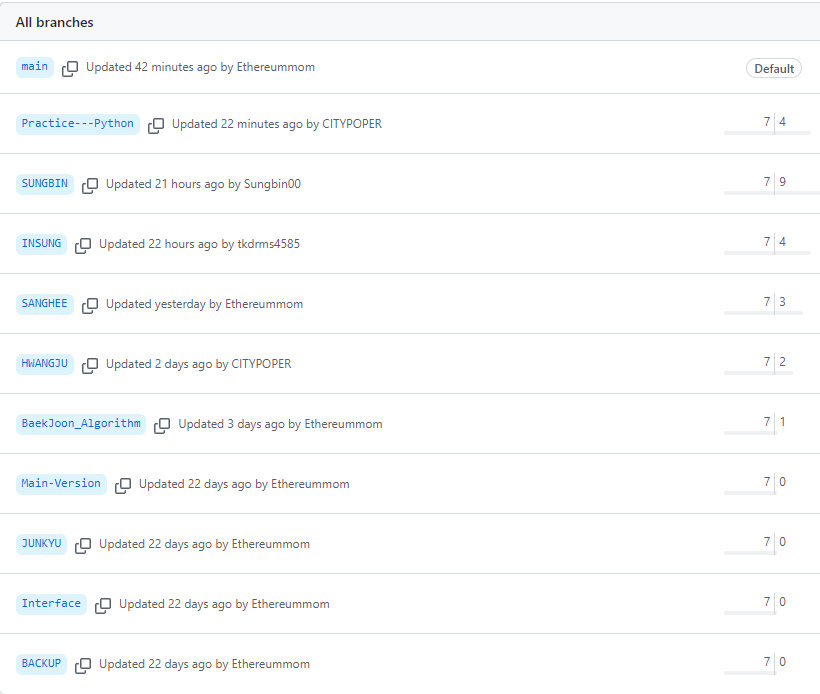 All branches
main Updated 42 minutes ago by Ethereummom Default
Practice---Python Updated 22 minutes ago by CITYPOPER 7 4
SUNGBIN Updated 21 hours ago by Sungbin00 7 9
INSUNG Updated 22 hours ago by tkdrms4585 7 4
SANGHEE Updated yesterday by Ethereummom 7 3
HWANGJU Updated 2 days ago by CITYPOPER 7 2
BaekJoon_Algorithm Updated 3 days ago by Ethereummom 7 1
Main-Version Updated 22 days ago by Ethereummom 7 0
JUNKYU Updated 22 days ago by Ethereummom 7 0
Interface Updated 22 days ago by Ethereummom 7 0
BACKUP Updated 22 days ago by Ethereummom 7 0